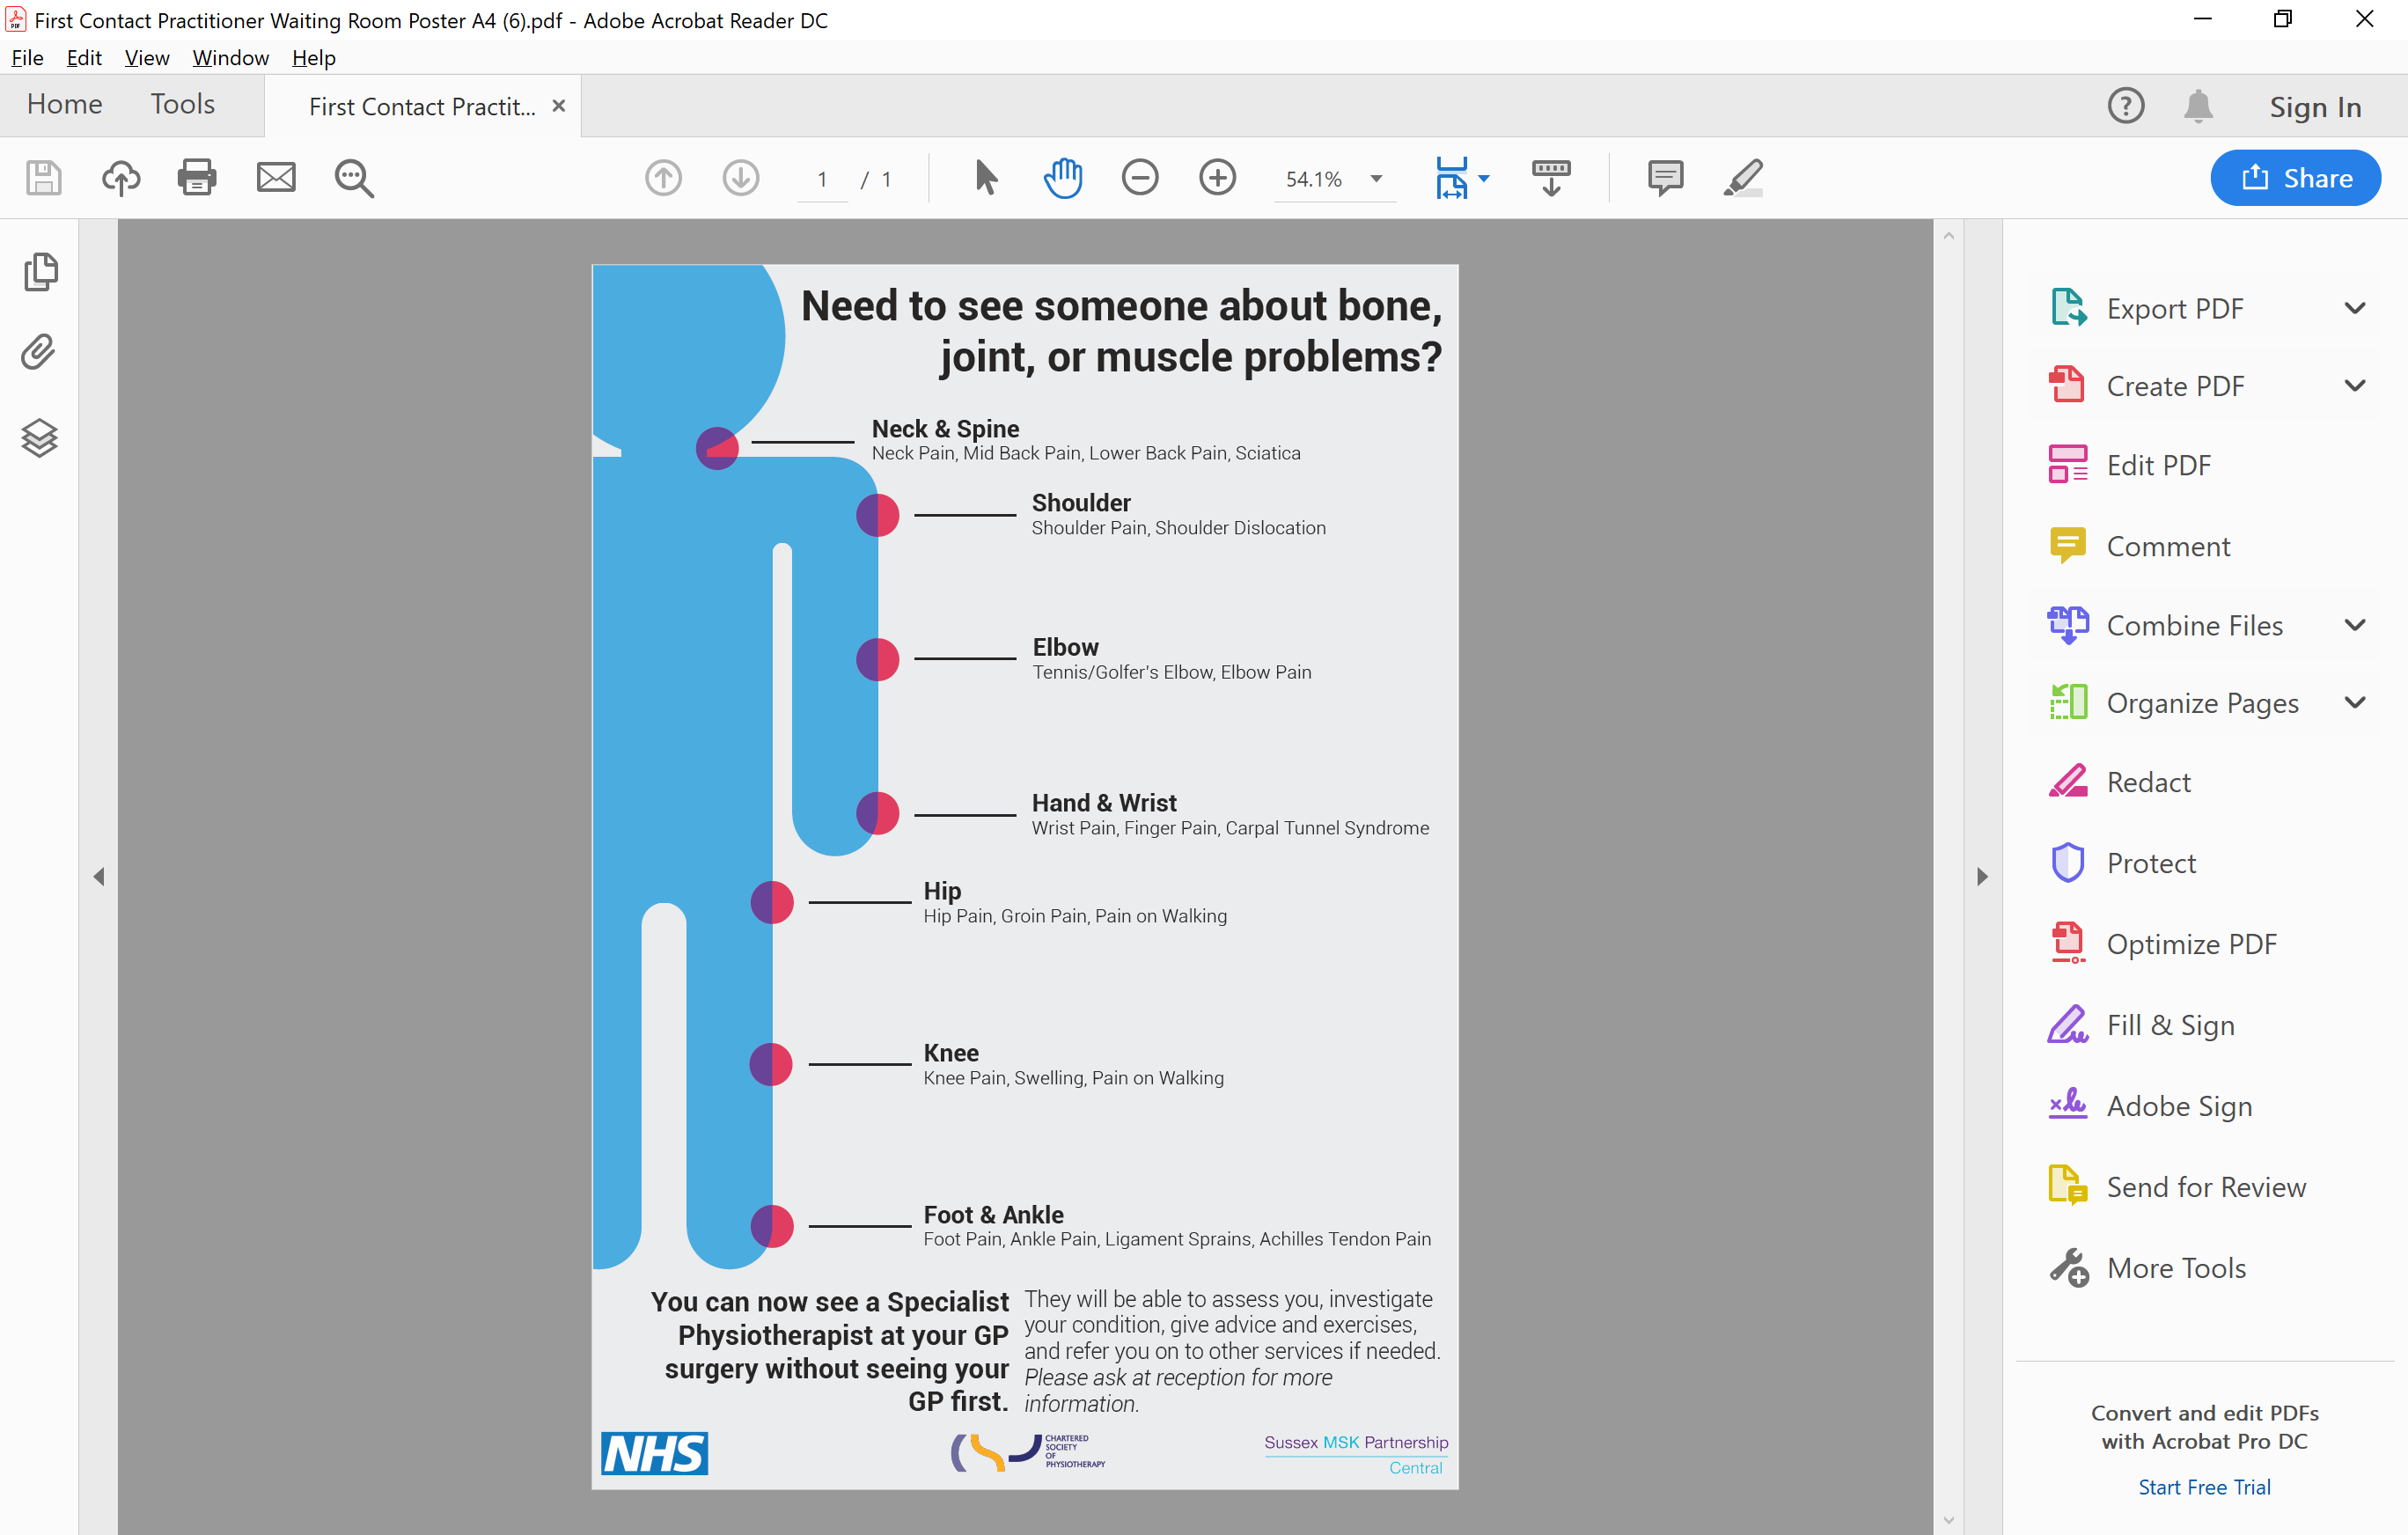 First Contact Practitioner Waiting Room Poster A4 (6).pdf - Adobe Acrobat Reader DC
File Edit View Window Help
Home Tools First Contact Practit... Sign In
1 / 1 54.1% Share
Need to see someone about bone,
joint, or muscle problems?
Neck & Spine
Neck Pain, Mid Back Pain, Lower Back Pain, Sciatica
Shoulder
Shoulder Pain, Shoulder Dislocation
Elbow
Tennis/Golfer's Elbow, Elbow Pain
Hand & Wrist
Wrist Pain, Finger Pain, Carpal Tunnel Syndrome
Hip
Hip Pain, Groin Pain, Pain on Walking
Knee
Knee Pain, Swelling, Pain on Walking
Foot & Ankle
Foot Pain, Ankle Pain, Ligament Sprains, Achilles Tendon Pain
You can now see a Specialist
Physiotherapist at your GP
surgery without seeing your
GP first.
They will be able to assess you, investigate
your condition, give advice and exercises,
and refer you on to other services if needed.
Please ask at reception for more
information.
NHS
CHARTERED
SOCIETY
OF
PHYSIOTHERAPY
Sussex MSK Partnership
Central
Export PDF
Create PDF
Edit PDF
Comment
Combine Files
Organize Pages
Redact
Protect
Optimize PDF
Fill & Sign
Adobe Sign
Send for Review
More Tools
Convert and edit PDFs
with Acrobat Pro DC
Start Free Trial